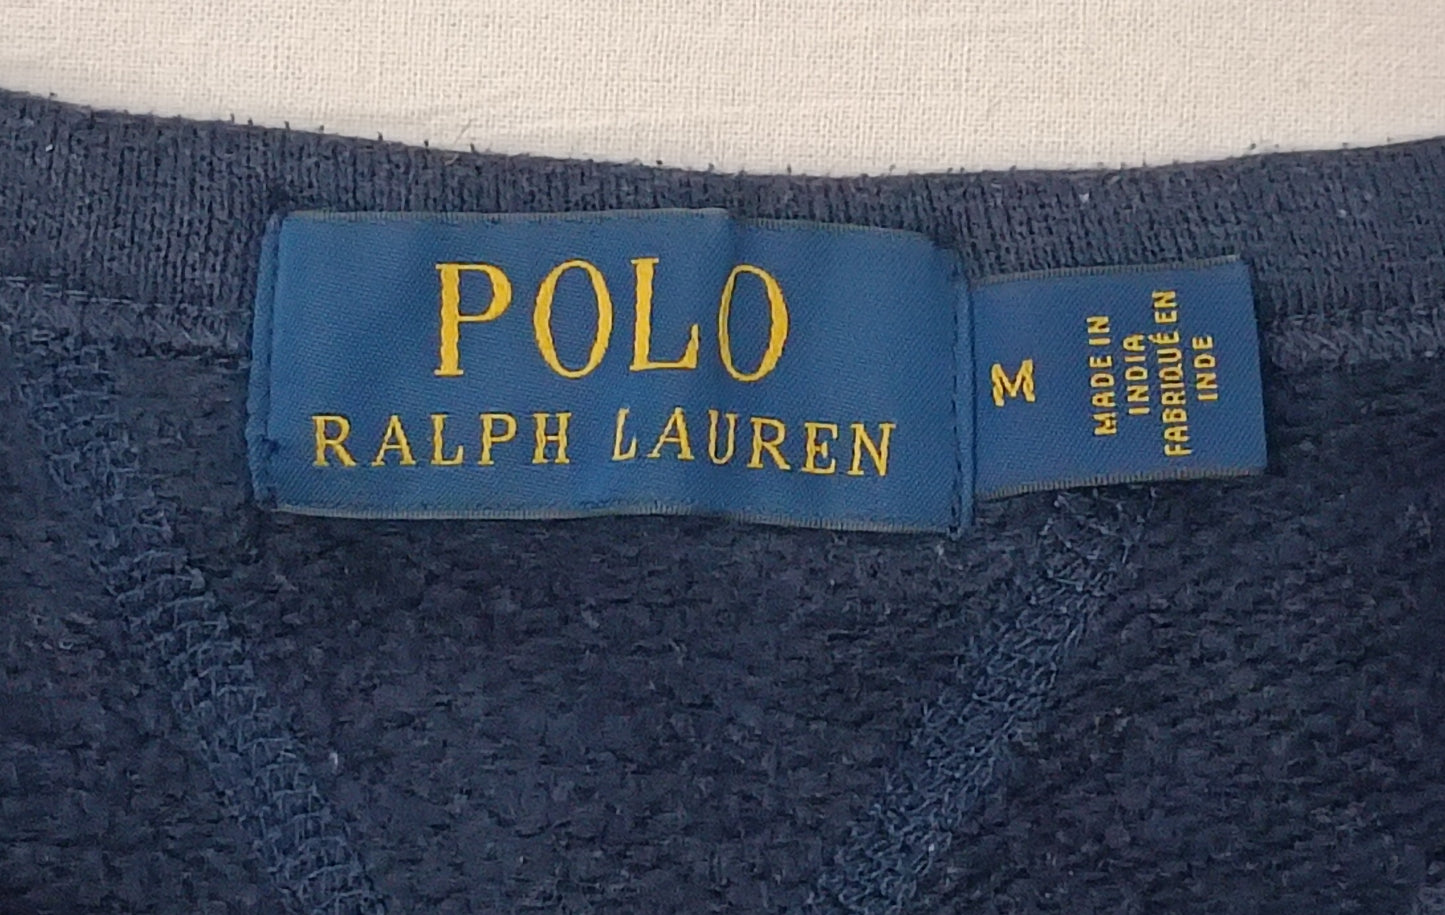 POLO
RALPH LAUREN
M
MADE IN
INDIA
FABRIQUÉ EN
INDE